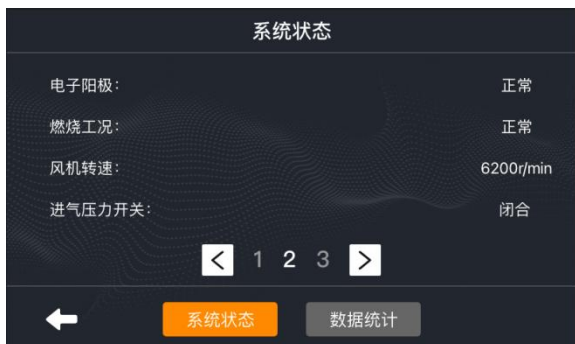 系统状态
电子阳极: 正常
燃烧工况: 正常
风机转速: 6200r/min
进气压力开关: 闭合
< 1 2 3 >
系统状态 数据统计